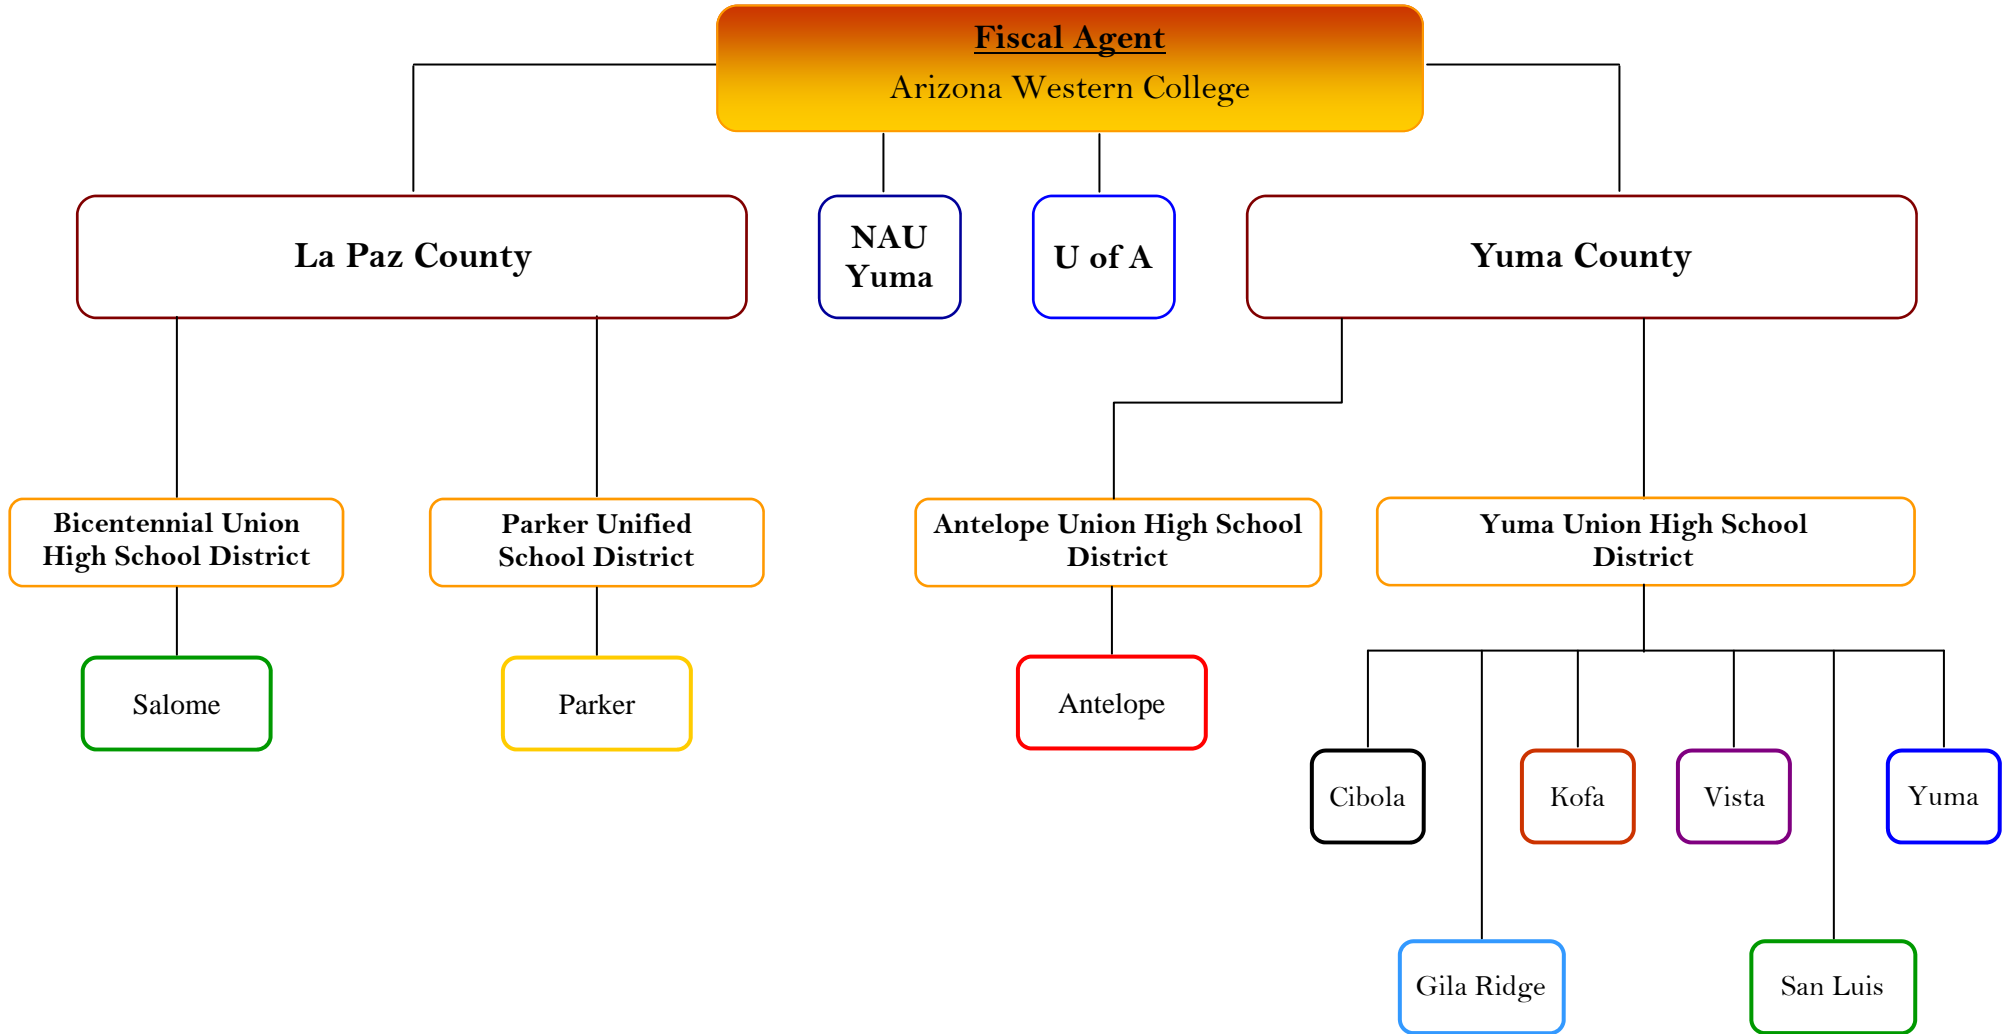 Fiscal Agent
Arizona Western College
La Paz County
NAU
Yuma
U of A
Yuma County
Bicentennial Union
High School District
Parker Unified
School District
Antelope Union High School
District
Yuma Union High School
District
Salome
Parker
Antelope
Cibola
Kofa
Vista
Yuma
Gila Ridge
San Luis